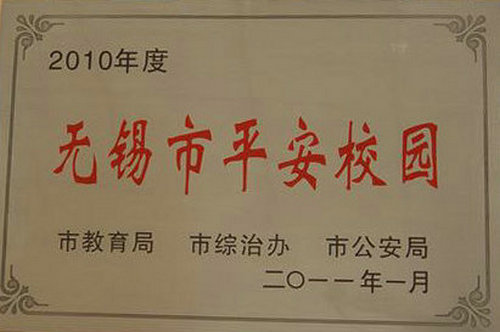 2010年度
无锡市平安校园
市教育局 市综治办 市公安局
二〇一一年一月